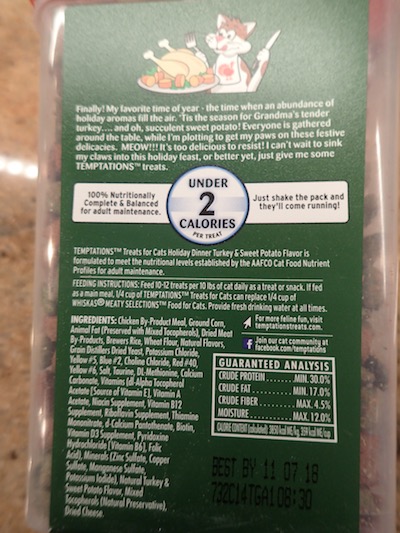 Finally! My favorite time of year - the time when an abundance of
holiday aromas fill the air. 'Tis the season for Grandma's tender
turkey.... and oh, succulent sweet potato! Everyone is gathered
around the table, while I'm plotting to get my paws on these festive
delicacies. MEOW!!! It's too delicious to resist! I can't wait to sink
my claws into this holiday feast, or better yet, just give me some
TEMPTATIONS™ treats.
100% Nutritionally
Complete & Balanced
for adult maintenance.
UNDER
2
CALORIES
PER TREAT
Just shake the pack and
they'll come running!
TEMPTATIONS™ Treats for Cats Holiday Dinner Turkey & Sweet Potato Flavor is
formulated to meet the nutritional levels established by the AAFCO Cat Food Nutrient
Profiles for adult maintenance.
FEEDING INSTRUCTIONS: Feed 10-12 treats per 10 lbs of cat daily as a treat or snack. If fed
as a main meal, 1/4 cup of TEMPTATIONS™ Treats for Cats can replace 1/4 cup of
WHISKAS® MEATY SELECTIONS™ Food for Cats. Provide fresh drinking water at all times.
INGREDIENTS: Chicken By-Product Meal, Ground Corn,
Animal Fat (Preserved with Mixed Tocopherols), Dried Meat
By-Products, Brewers Rice, Wheat Flour, Natural Flavors,
Grain Distillers Dried Yeast, Potassium Chloride,
Yellow #5, Blue #2, Choline Chloride, Red #40,
Yellow #6, Salt, Taurine, DL-Methionine, Calcium
Carbonate, Vitamins (dl-Alpha Tocopherol
Acetate [Source of Vitamin E], Vitamin A
Acetate, Niacin Supplement, Vitamin B12
Supplement, Riboflavin Supplement, Thiamine
Mononitrate, d-Calcium Pantothenate, Biotin,
Vitamin D3 Supplement, Pyridoxine
Hydrochloride [Vitamin B6], Folic
Acid), Minerals (Zinc Sulfate, Copper
Sulfate, Manganese Sulfate,
Potassium Iodide), Natural Turkey &
Sweet Potato Flavor, Mixed
Tocopherols (Natural Preservative),
Dried Cheese.
For more feline fun, visit
temptationstreats.com.
f Join our cat community at
facebook.com/temptations
GUARANTEED ANALYSIS
CRUDE PROTEIN .......... MIN. 30.0%
CRUDE FAT .......... MIN. 17.0%
CRUDE FIBER .......... MAX. 4.5%
MOISTURE .......... MAX. 12.0%
CALORIE CONTENT (calculated):
BEST BY 11 07 18
732C14TGA1 08:30